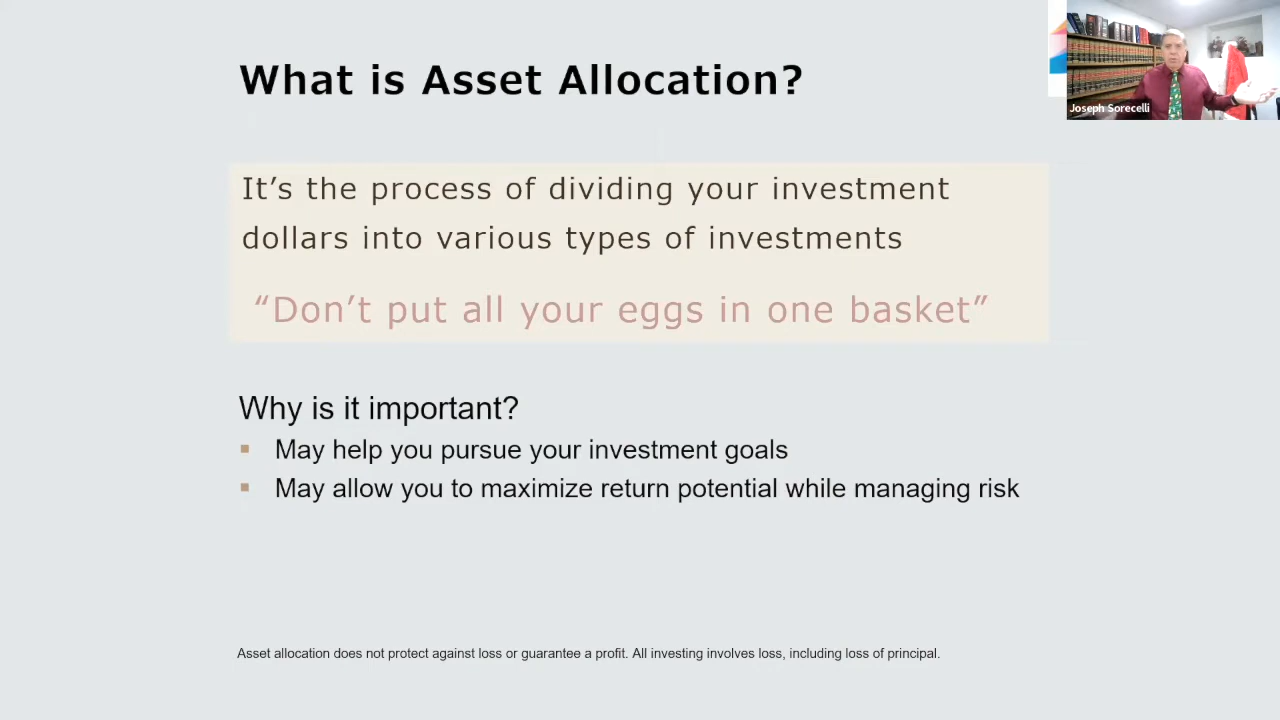 What is Asset Allocation?
Joseph Sorecelli
It’s the process of dividing your investment
dollars into various types of investments
“Don’t put all your eggs in one basket”
Why is it important?
▪ May help you pursue your investment goals
▪ May allow you to maximize return potential while managing risk
Asset allocation does not protect against loss or guarantee a profit. All investing involves loss, including loss of principal.